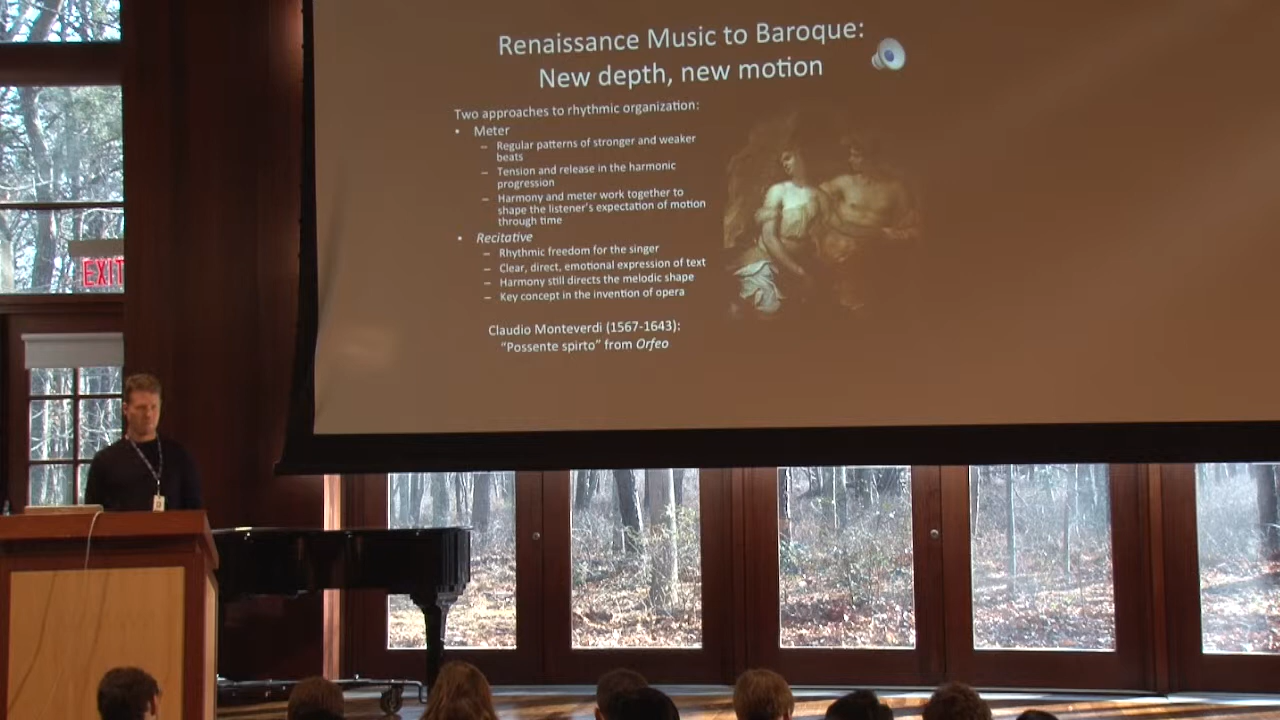 Renaissance Music to Baroque:
New depth, new motion
Two approaches to rhythmic organization:
• Meter
– Regular patterns of stronger and weaker
beats
– Tension and release in the harmonic
progression
– Harmony and meter work together to
shape the listener's expectation of motion
through time
• Recitative
– Rhythmic freedom for the singer
– Clear, direct, emotional expression of text
– Harmony still directs the melodic shape
– Key concept in the invention of opera
Claudio Monteverdi (1567-1643):
"Possente spirto" from Orfeo
EXIT